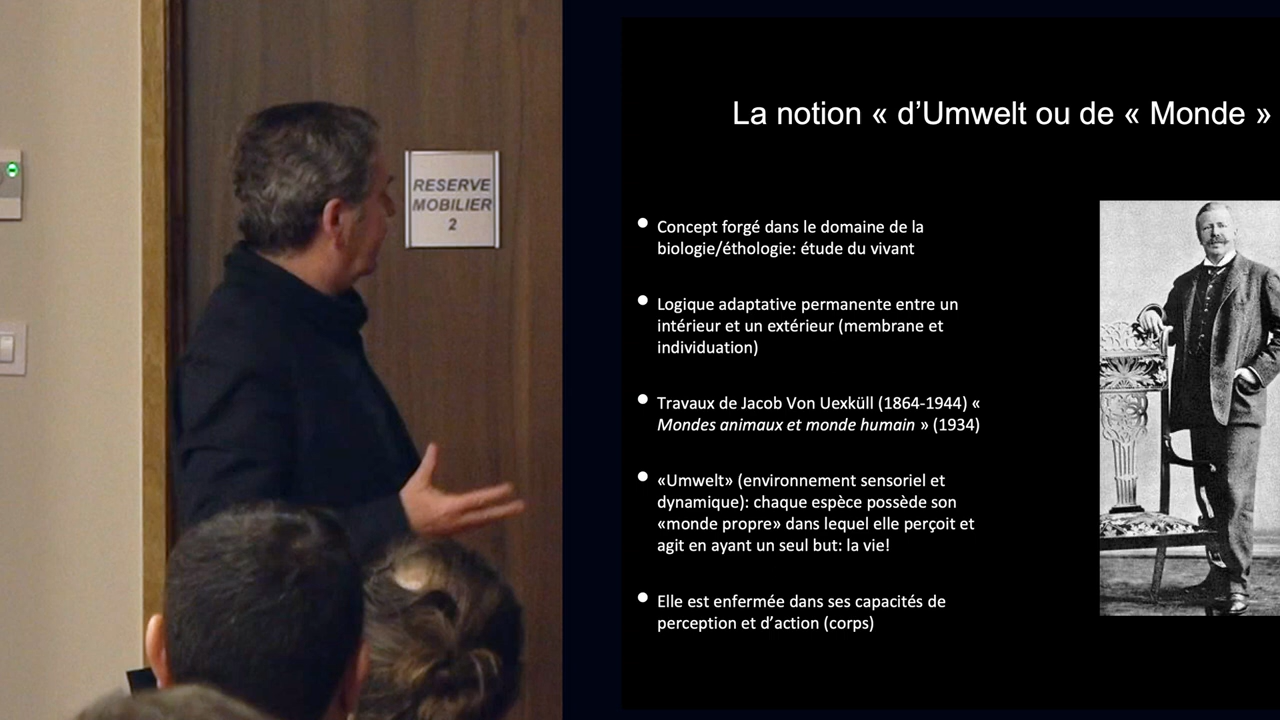 RESERVE
MOBILIER
2
La notion « d’Umwelt ou de « Monde »
Concept forgé dans le domaine de la
biologie/éthologie: étude du vivant
Logique adaptative permanente entre un
intérieur et un extérieur (membrane et
individuation)
Travaux de Jacob Von Uexküll (1864-1944) «
Mondes animaux et monde humain » (1934)
«Umwelt» (environnement sensoriel et
dynamique): chaque espèce possède son
«monde propre» dans lequel elle perçoit et
agit en ayant un seul but: la vie!
Elle est enfermée dans ses capacités de
perception et d’action (corps)